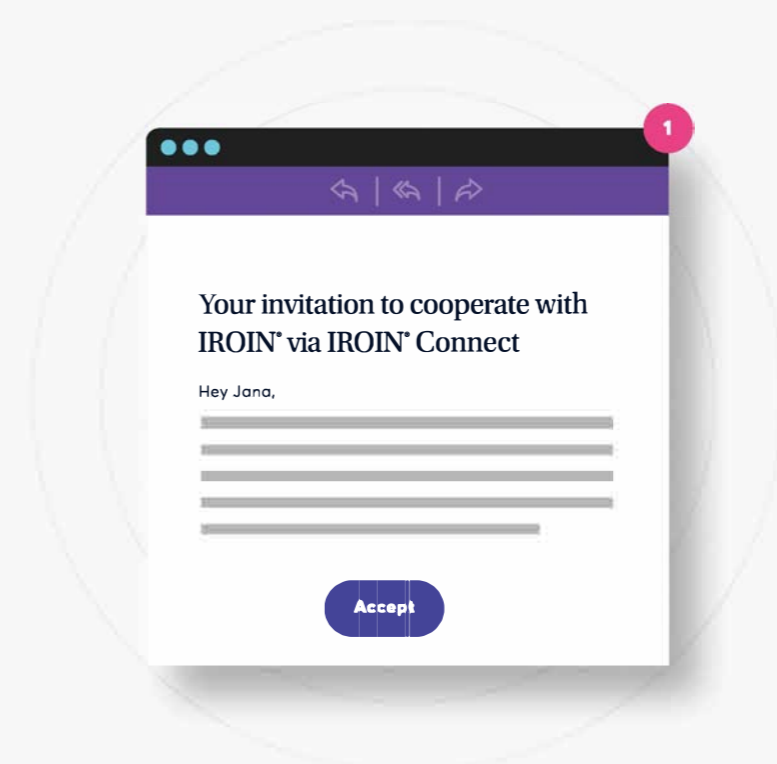 1
Your invitation to cooperate with
IROIN® via IROIN® Connect
Hey Jana,
Accept